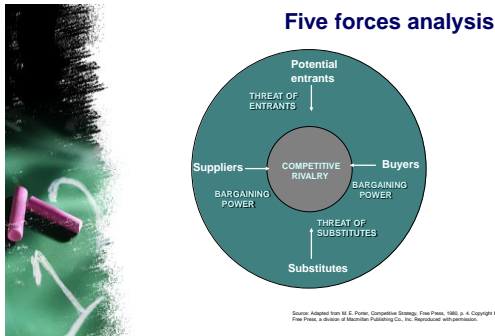 Five forces analysis
Potential
entrants
THREAT OF
ENTRANTS
Suppliers
COMPETITIVE
RIVALRY
Buyers
BARGAINING
POWER
BARGAINING
POWER
THREAT OF
SUBSTITUTES
Substitutes
Source: Adapted from M. E. Porter, Competitive Strategy, Free Press, 1980, p. 4. Copyright
Free Press, a division of Macmillan Publishing Co., Inc. Reproduced with permission.